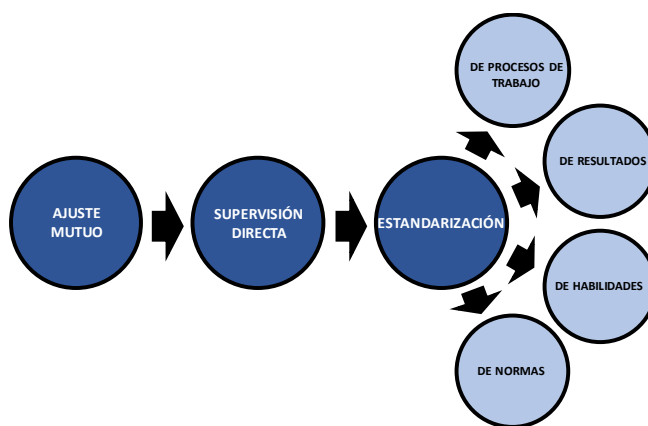 AJUSTE
MUTUO
SUPERVISIÓN
DIRECTA
ESTANDARIZACIÓN
DE PROCESOS DE
TRABAJO
DE RESULTADOS
DE HABILIDADES
DE NORMAS